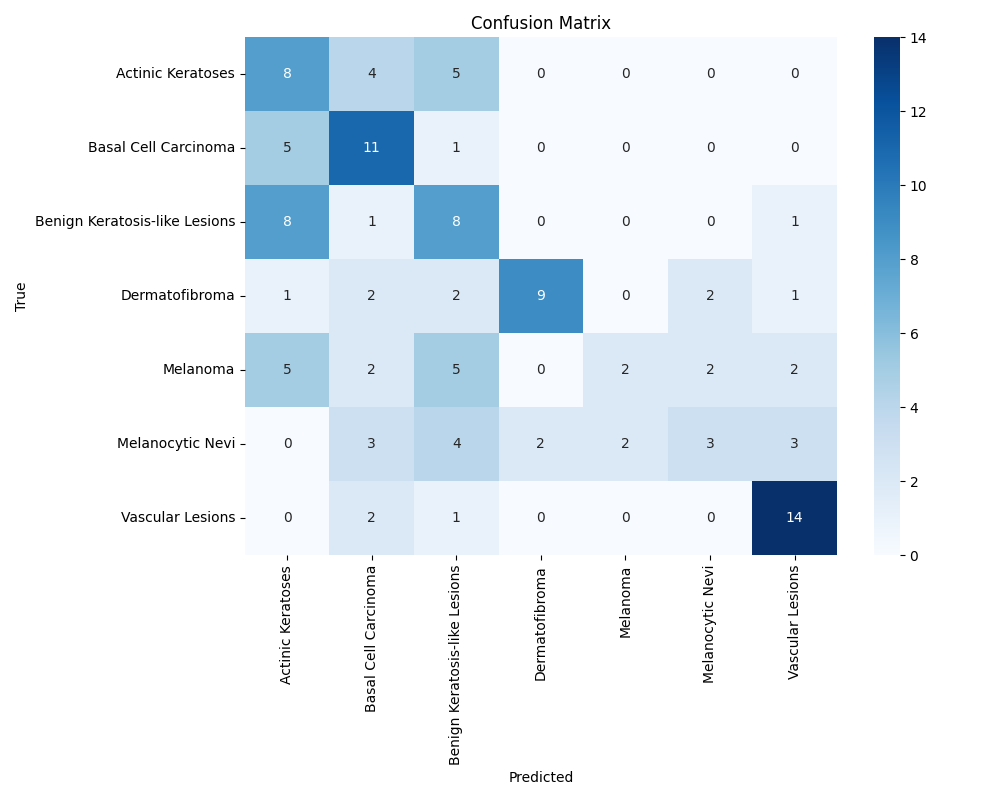 Confusion Matrix
True
Actinic Keratoses 8 4 5 0 0 0 0
Basal Cell Carcinoma 5 11 1 0 0 0 0
Benign Keratosis-like Lesions 8 1 8 0 0 0 1
Dermatofibroma 1 2 2 9 0 2 1
Melanoma 5 2 5 0 2 2 2
Melanocytic Nevi 0 3 4 2 2 3 3
Vascular Lesions 0 2 1 0 0 0 14
Actinic Keratoses
Basal Cell Carcinoma
Benign Keratosis-like Lesions
Dermatofibroma
Melanoma
Melanocytic Nevi
Vascular Lesions
Predicted
14
12
10
8
6
4
2
0